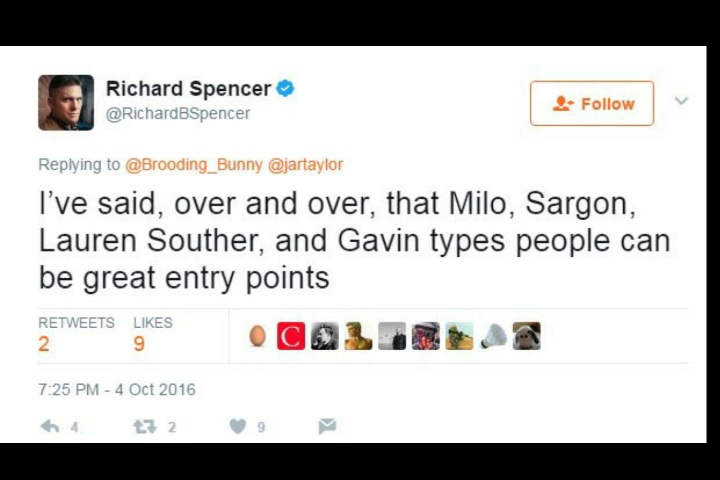 Richard Spencer
@RichardBSpencer
Follow
Replying to @Brooding_Bunny @jartaylor
I've said, over and over, that Milo, Sargon,
Lauren Souther, and Gavin types people can
be great entry points
RETWEETS LIKES
2 9
C
7:25 PM - 4 Oct 2016
4 2 9